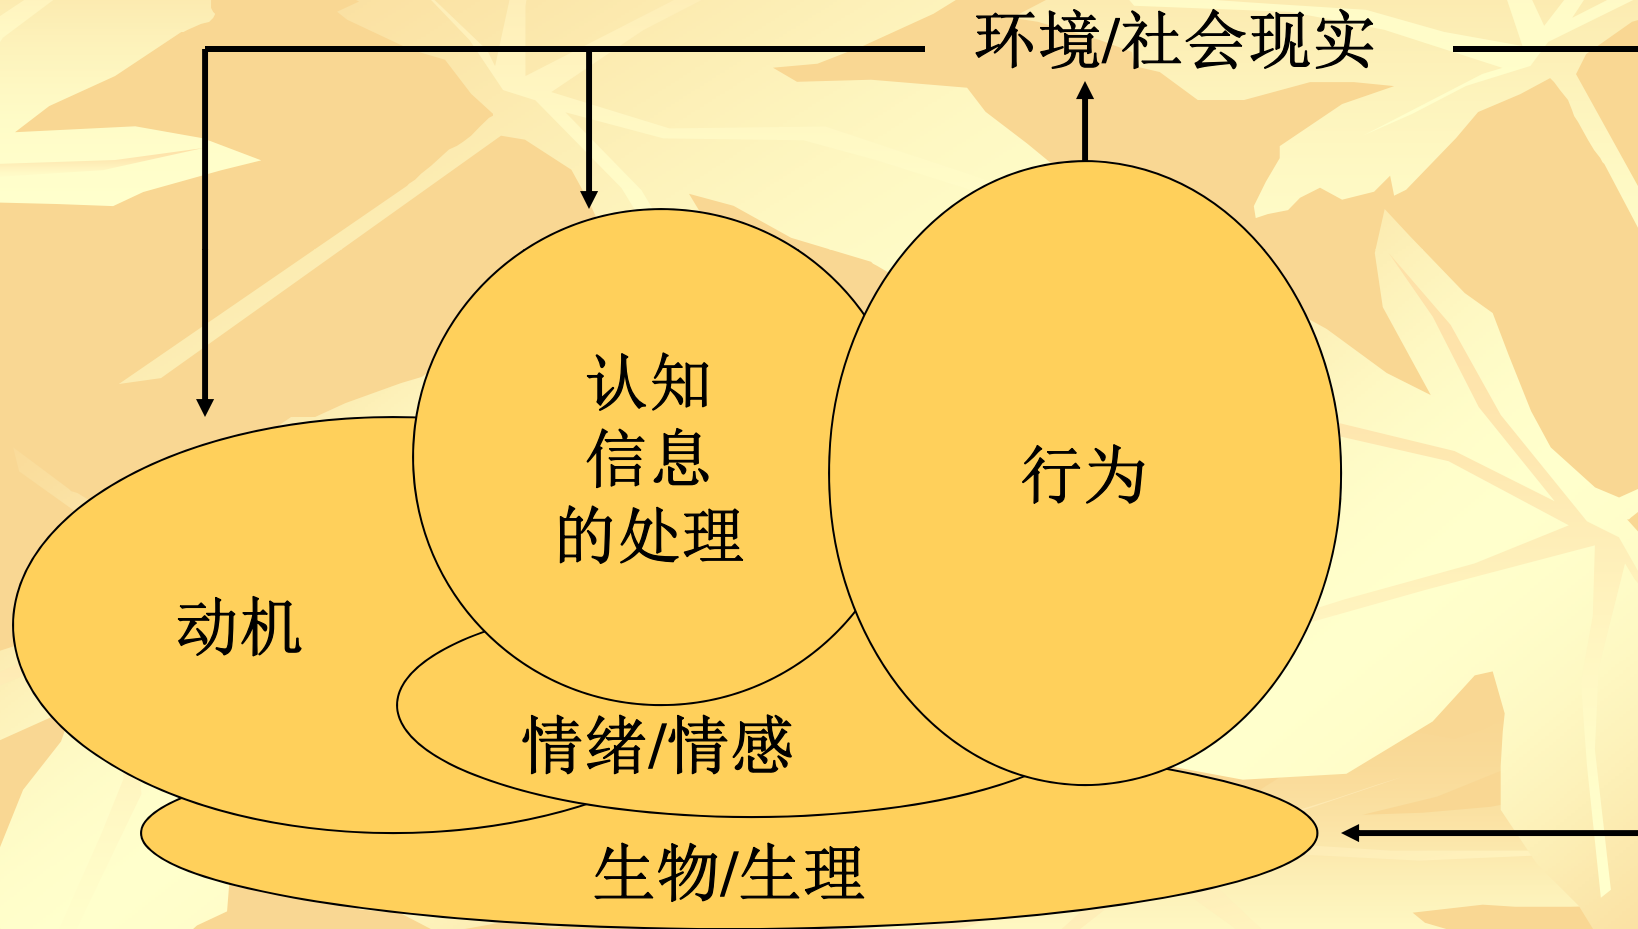 环境/社会现实
认知
信息
的处理
行为
动机
情绪/情感
生物/生理